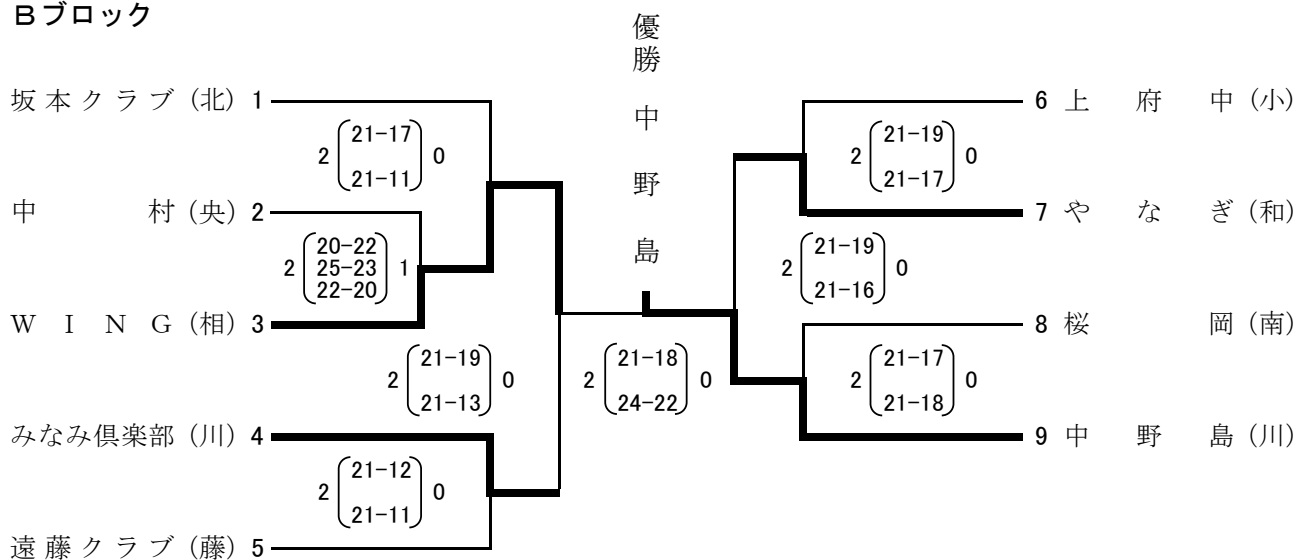 Bブロック
優勝 中野島
坂本クラブ (北) 1
2 21-17 0
21-11
中村 (央) 2
2 20-22 1
25-23
22-20
WING (相) 3
2 21-19 0
21-13
みなみ倶楽部 (川) 4
2 21-12 0
21-11
遠藤クラブ (藤) 5
2 21-18 0
24-22
6 上府中 (小)
2 21-19 0
21-17
7 やなぎ (和)
2 21-19 0
21-16
8 桜岡 (南)
2 21-17 0
21-18
9 中野島 (川)